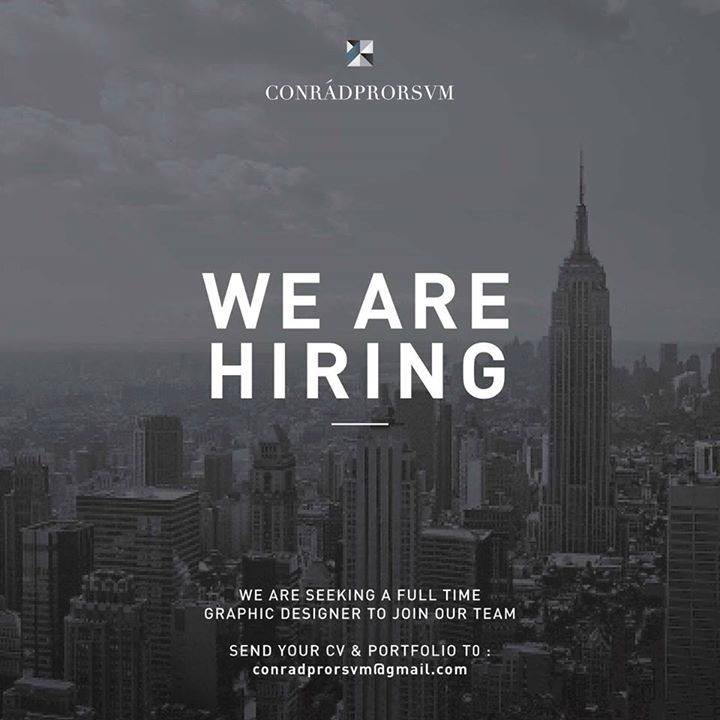 CONRÁDPRORSVM
WE ARE
HIRING
WE ARE SEEKING A FULL TIME
GRAPHIC DESIGNER TO JOIN OUR TEAM
SEND YOUR CV & PORTFOLIO TO :
conradprorsvm@gmail.com